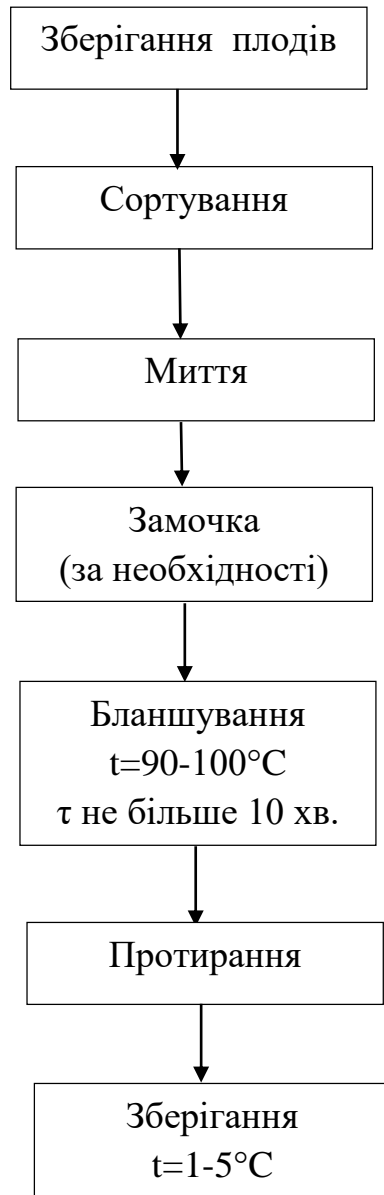 Зберігання плодів
Сортування
Миття
Замочка
(за необхідності)
Бланшування
t=90-100°С
τ не більше 10 хв.
Протирання
Зберігання
t=1-5°С